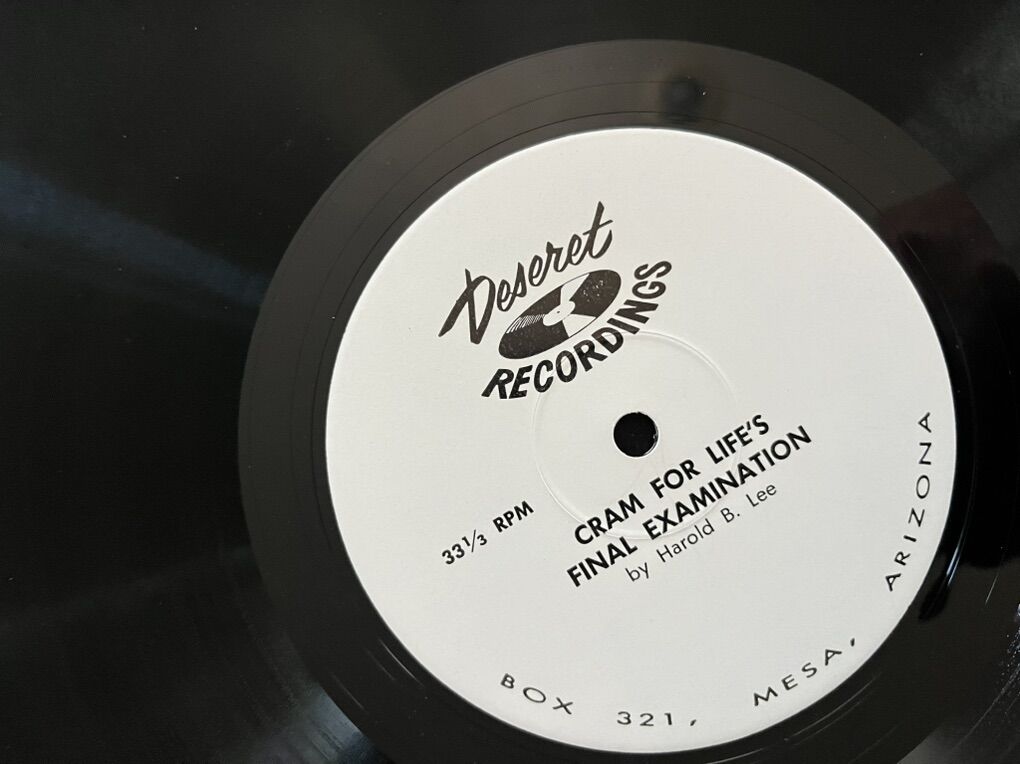 Deseret
RECORDINGS
33⅓ RPM
CRAM FOR LIFE'S
FINAL EXAMINATION
by Harold B. Lee
BOX 321, MESA, ARIZONA